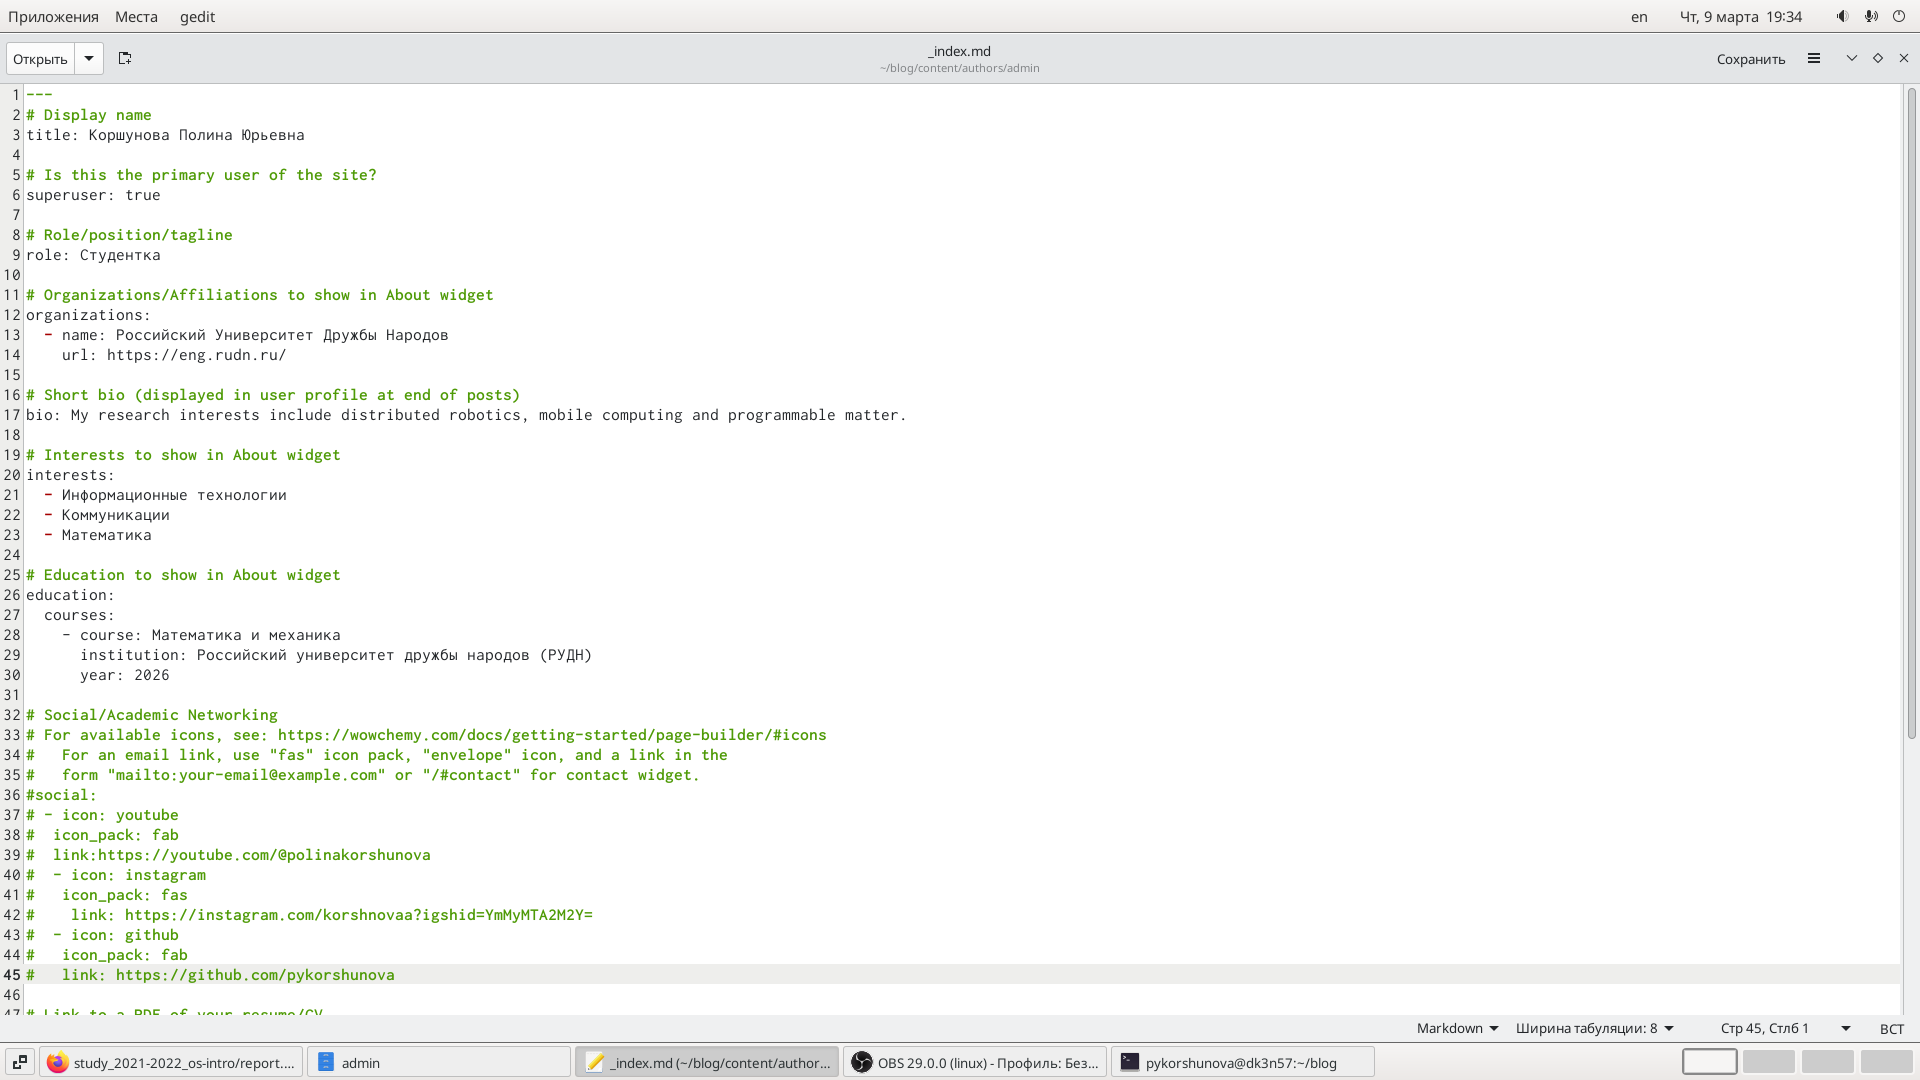 Приложения Места gedit en Чт, 9 марта 19:34
Открыть _index.md Сохранить
~/blog/content/authors/admin
1 ---
2 # Display name
3 title: Коршунова Полина Юрьевна
4
5 # Is this the primary user of the site?
6 superuser: true
7
8 # Role/position/tagline
9 role: Студентка
10
11 # Organizations/Affiliations to show in About widget
12 organizations:
13   - name: Российский Университет Дружбы Народов
14     url: https://eng.rudn.ru/
15
16 # Short bio (displayed in user profile at end of posts)
17 bio: My research interests include distributed robotics, mobile computing and programmable matter.
18
19 # Interests to show in About widget
20 interests:
21   - Информационные технологии
22   - Коммуникации
23   - Математика
24
25 # Education to show in About widget
26 education:
27   courses:
28     - course: Математика и механика
29       institution: Российский университет дружбы народов (РУДН)
30       year: 2026
31
32 # Social/Academic Networking
33 # For available icons, see: https://wowchemy.com/docs/getting-started/page-builder/#icons
34 #   For an email link, use "fas" icon pack, "envelope" icon, and a link in the
35 #   form "mailto:your-email@example.com" or "/#contact" for contact widget.
36 #social:
37 # - icon: youtube
38 #  icon_pack: fab
39 #  link:https://youtube.com/@polinakorshunova
40 #  - icon: instagram
41 #   icon_pack: fas
42 #    link: https://instagram.com/korshnovaa?igshid=YmMyMTA2M2Y=
43 #  - icon: github
44 #   icon_pack: fab
45 #   link: https://github.com/pykorshunova
46
47 # Link to a PDF of your resume/CV
Markdown Ширина табуляции: 8 Стр 45, Стлб 1 ВСТ
study_2021-2022_os-intro/report.... admin _index.md (~/blog/content/author... OBS 29.0.0 (linux) - Профиль: Без... pykorshunova@dk3n57:~/blog